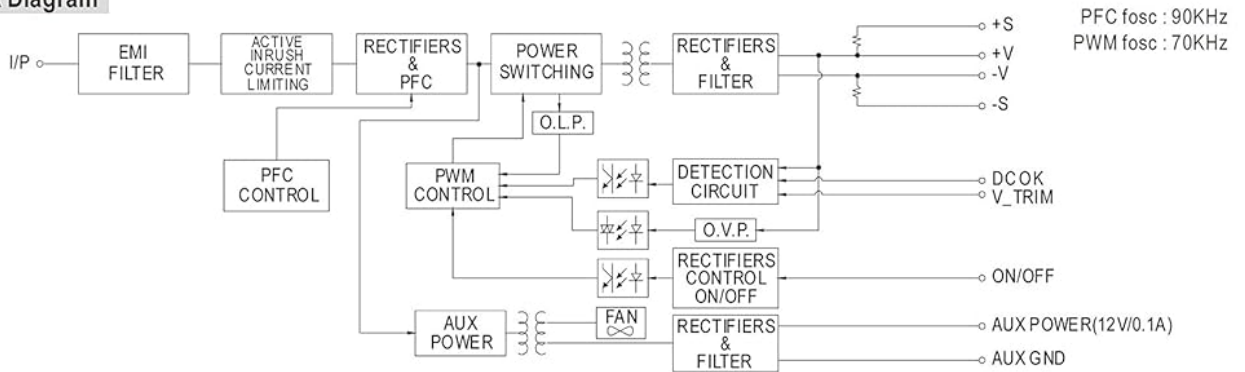 Diagram
PFC fosc : 90KHz
PWM fosc : 70KHz
I/P
EMI
FILTER
ACTIVE
INRUSH
CURRENT
LIMITING
RECTIFIERS
&
PFC
POWER
SWITCHING
RECTIFIERS
&
FILTER
+S
+V
-V
-S
O.L.P.
PFC
CONTROL
PWM
CONTROL
DETECTION
CIRCUIT
DCOK
V_TRIM
O.V.P.
RECTIFIERS
CONTROL
ON/OFF
ON/OFF
AUX
POWER
FAN
RECTIFIERS
&
FILTER
AUX POWER(12V/0.1A)
AUX GND